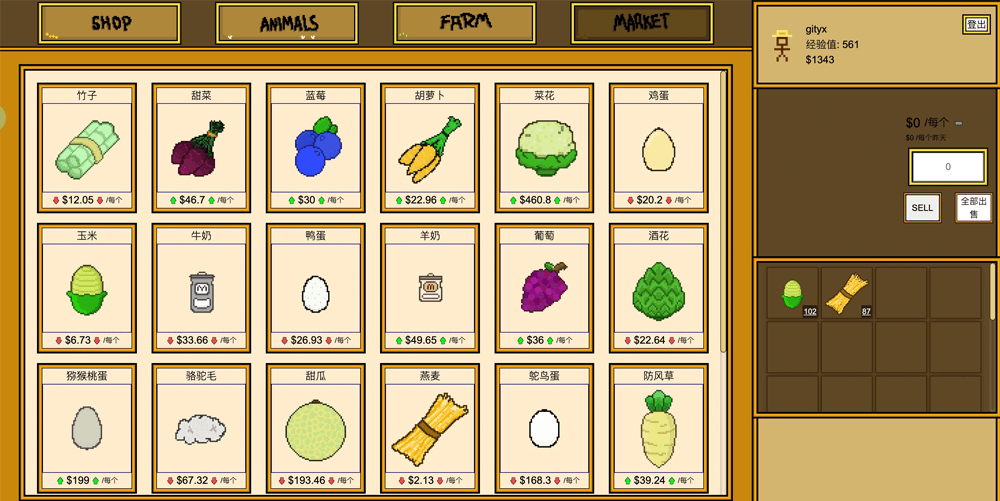 SHOP
ANIMALS
FARM
MARKET
gityx
登出
经验值: 561
$1343
竹子
甜菜
蓝莓
胡萝卜
菜花
鸡蛋
$12.05 /每个
$46.7 /每个
$30 /每个
$22.96 /每个
$460.8 /每个
$20.2 /每个
玉米
牛奶
鸭蛋
羊奶
葡萄
酒花
$6.73 /每个
$33.66 /每个
$26.93 /每个
$49.65 /每个
$36 /每个
$22.64 /每个
猕猴桃蛋
骆驼毛
甜瓜
燕麦
鸵鸟蛋
防风草
$199 /每个
$67.32 /每个
$193.46 /每个
$2.13 /每个
$168.3 /每个
$39.24 /每个
$0 /每个
$0 /每个昨天
0
SELL
全部出
售
102
87